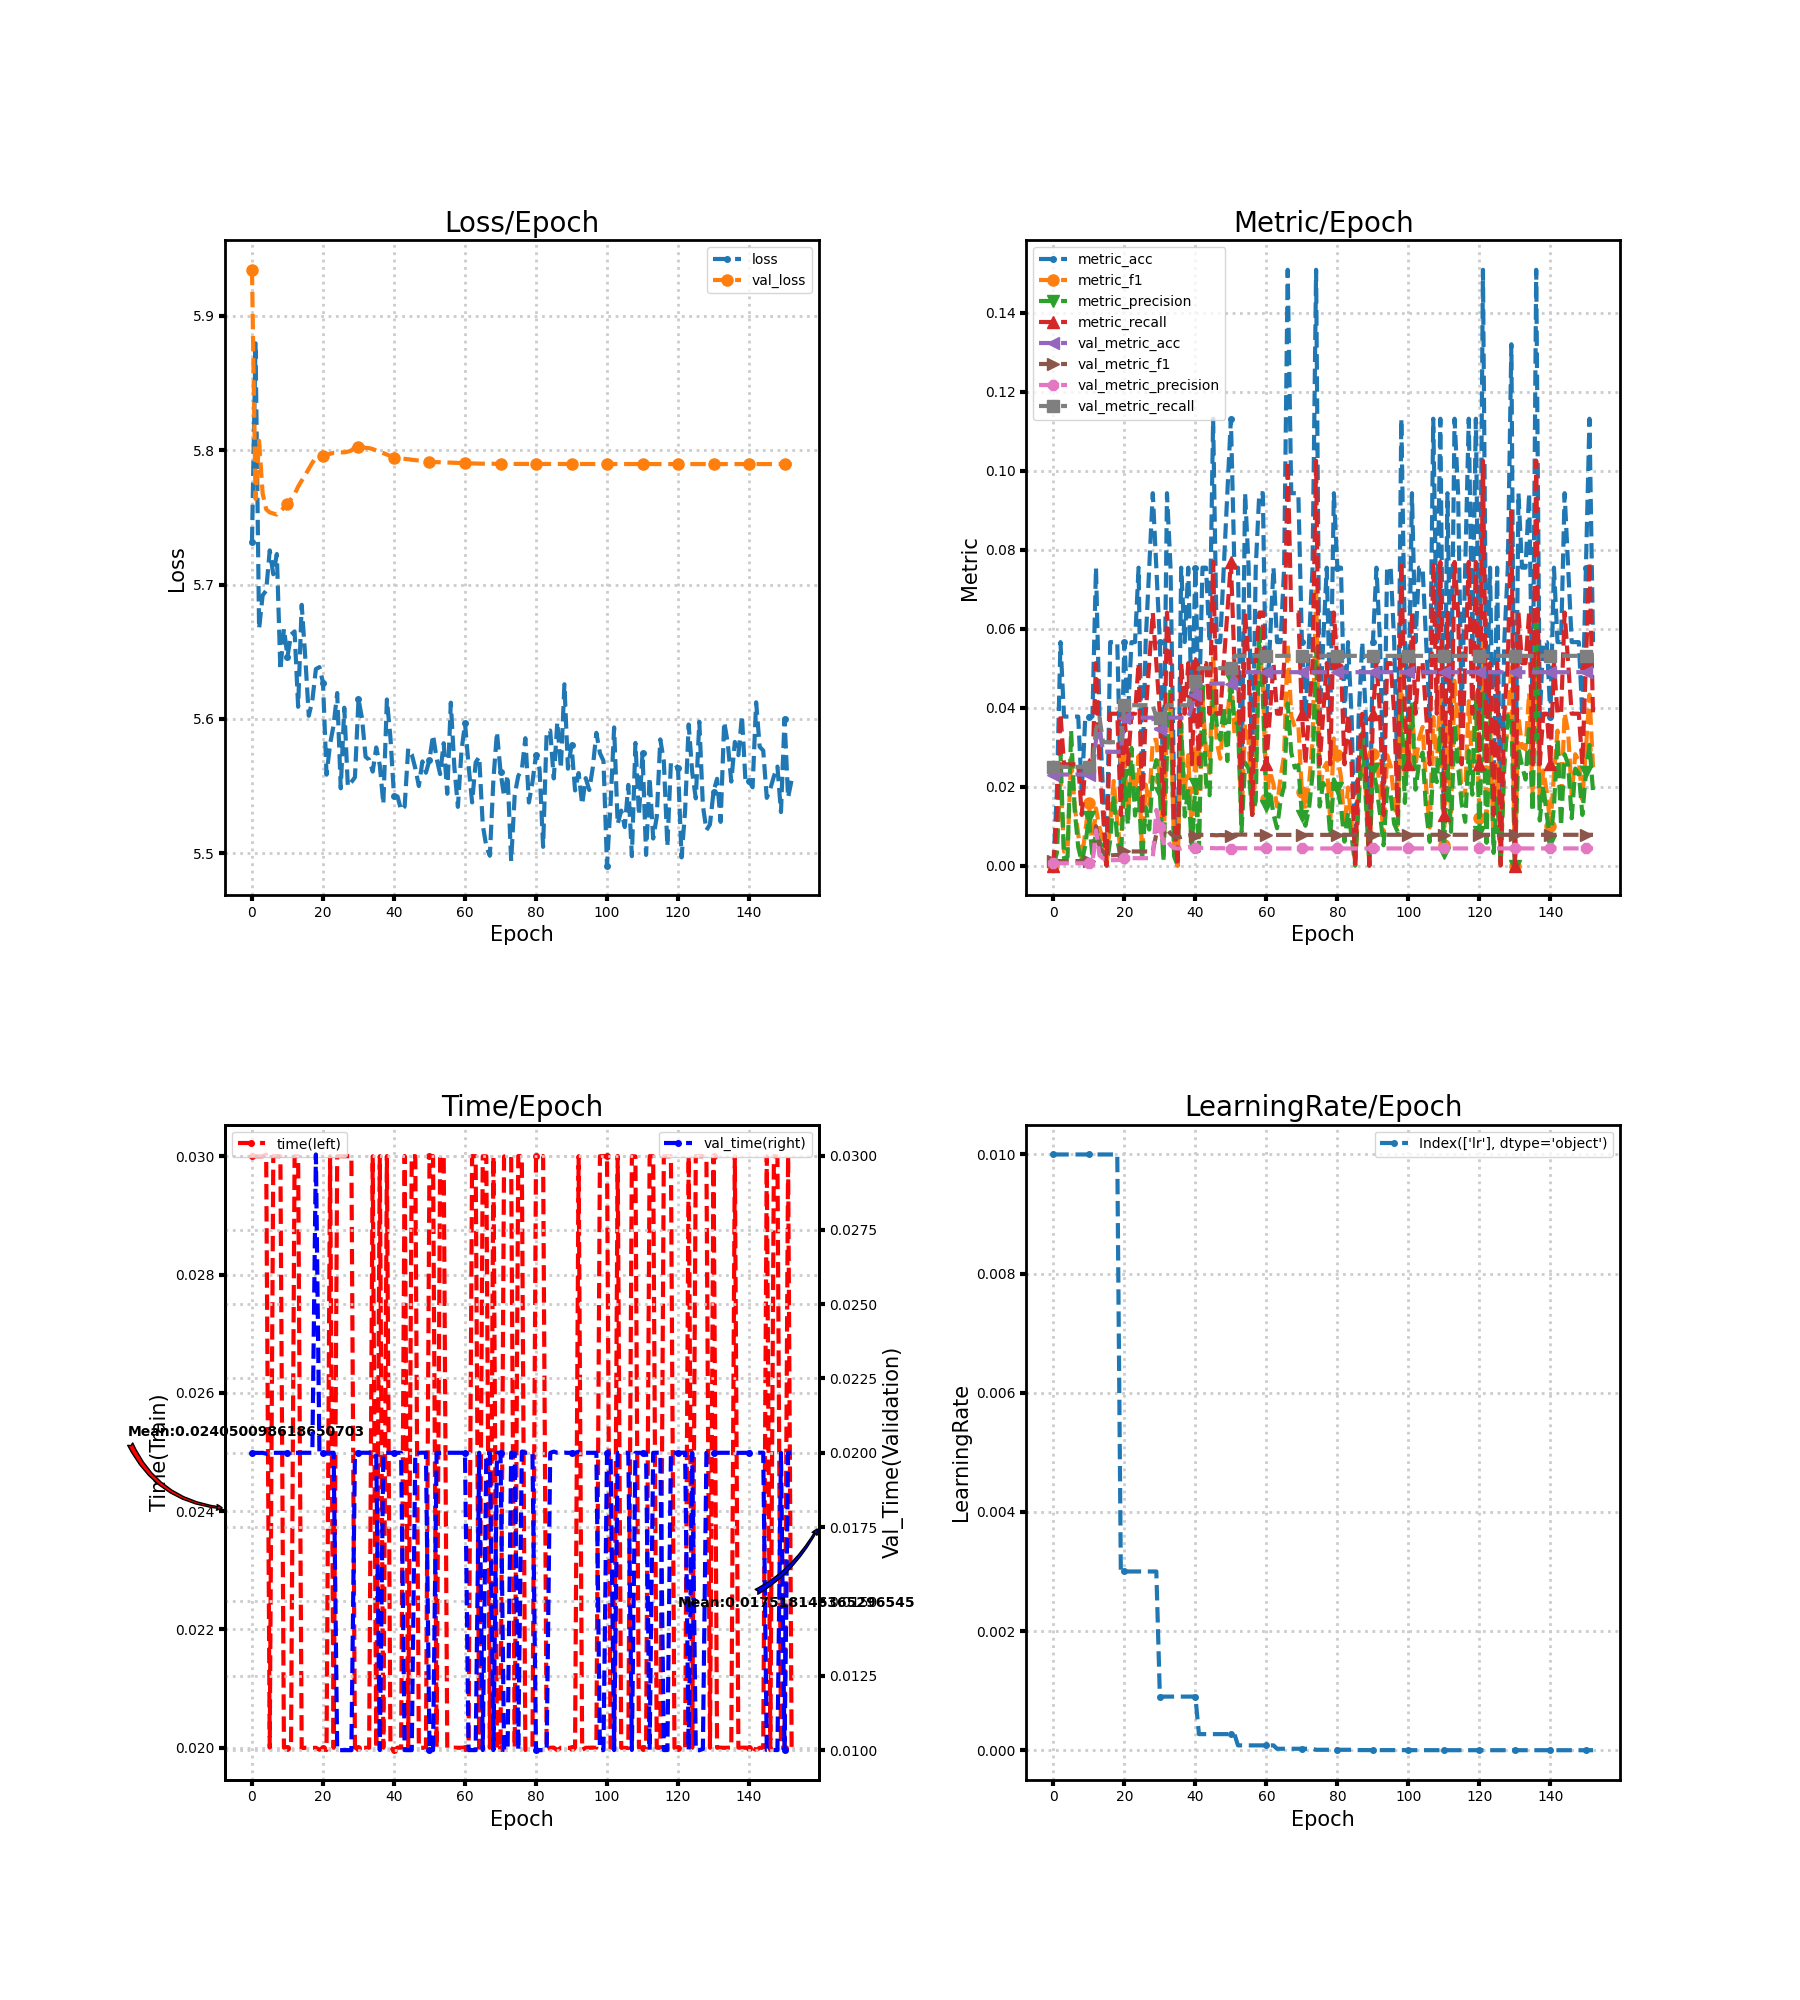 Loss/Epoch
loss
val_loss
5.9
5.8
5.7
5.6
5.5
Loss
0 20 40 60 80 100 120 140
Epoch
Metric/Epoch
metric_acc
metric_f1
metric_precision
metric_recall
val_metric_acc
val_metric_f1
val_metric_precision
val_metric_recall
0.14
0.12
0.10
0.08
0.06
0.04
0.02
0.00
Metric
0 20 40 60 80 100 120 140
Epoch
Time/Epoch
time(left)
val_time(right)
0.030
0.028
0.026
0.024
0.022
0.020
Time(Train)
Mean:0.024050098618650703
0.0300
0.0275
0.0250
0.0225
0.0200
0.0175
0.0125
0.0100
Val_Time(Validation)
0 20 40 60 80 100 120 140
Epoch
LearningRate/Epoch
Index(['lr'], dtype='object')
0.010
0.008
0.006
0.004
0.002
0.000
LearningRate
0 20 40 60 80 100 120 140
Epoch